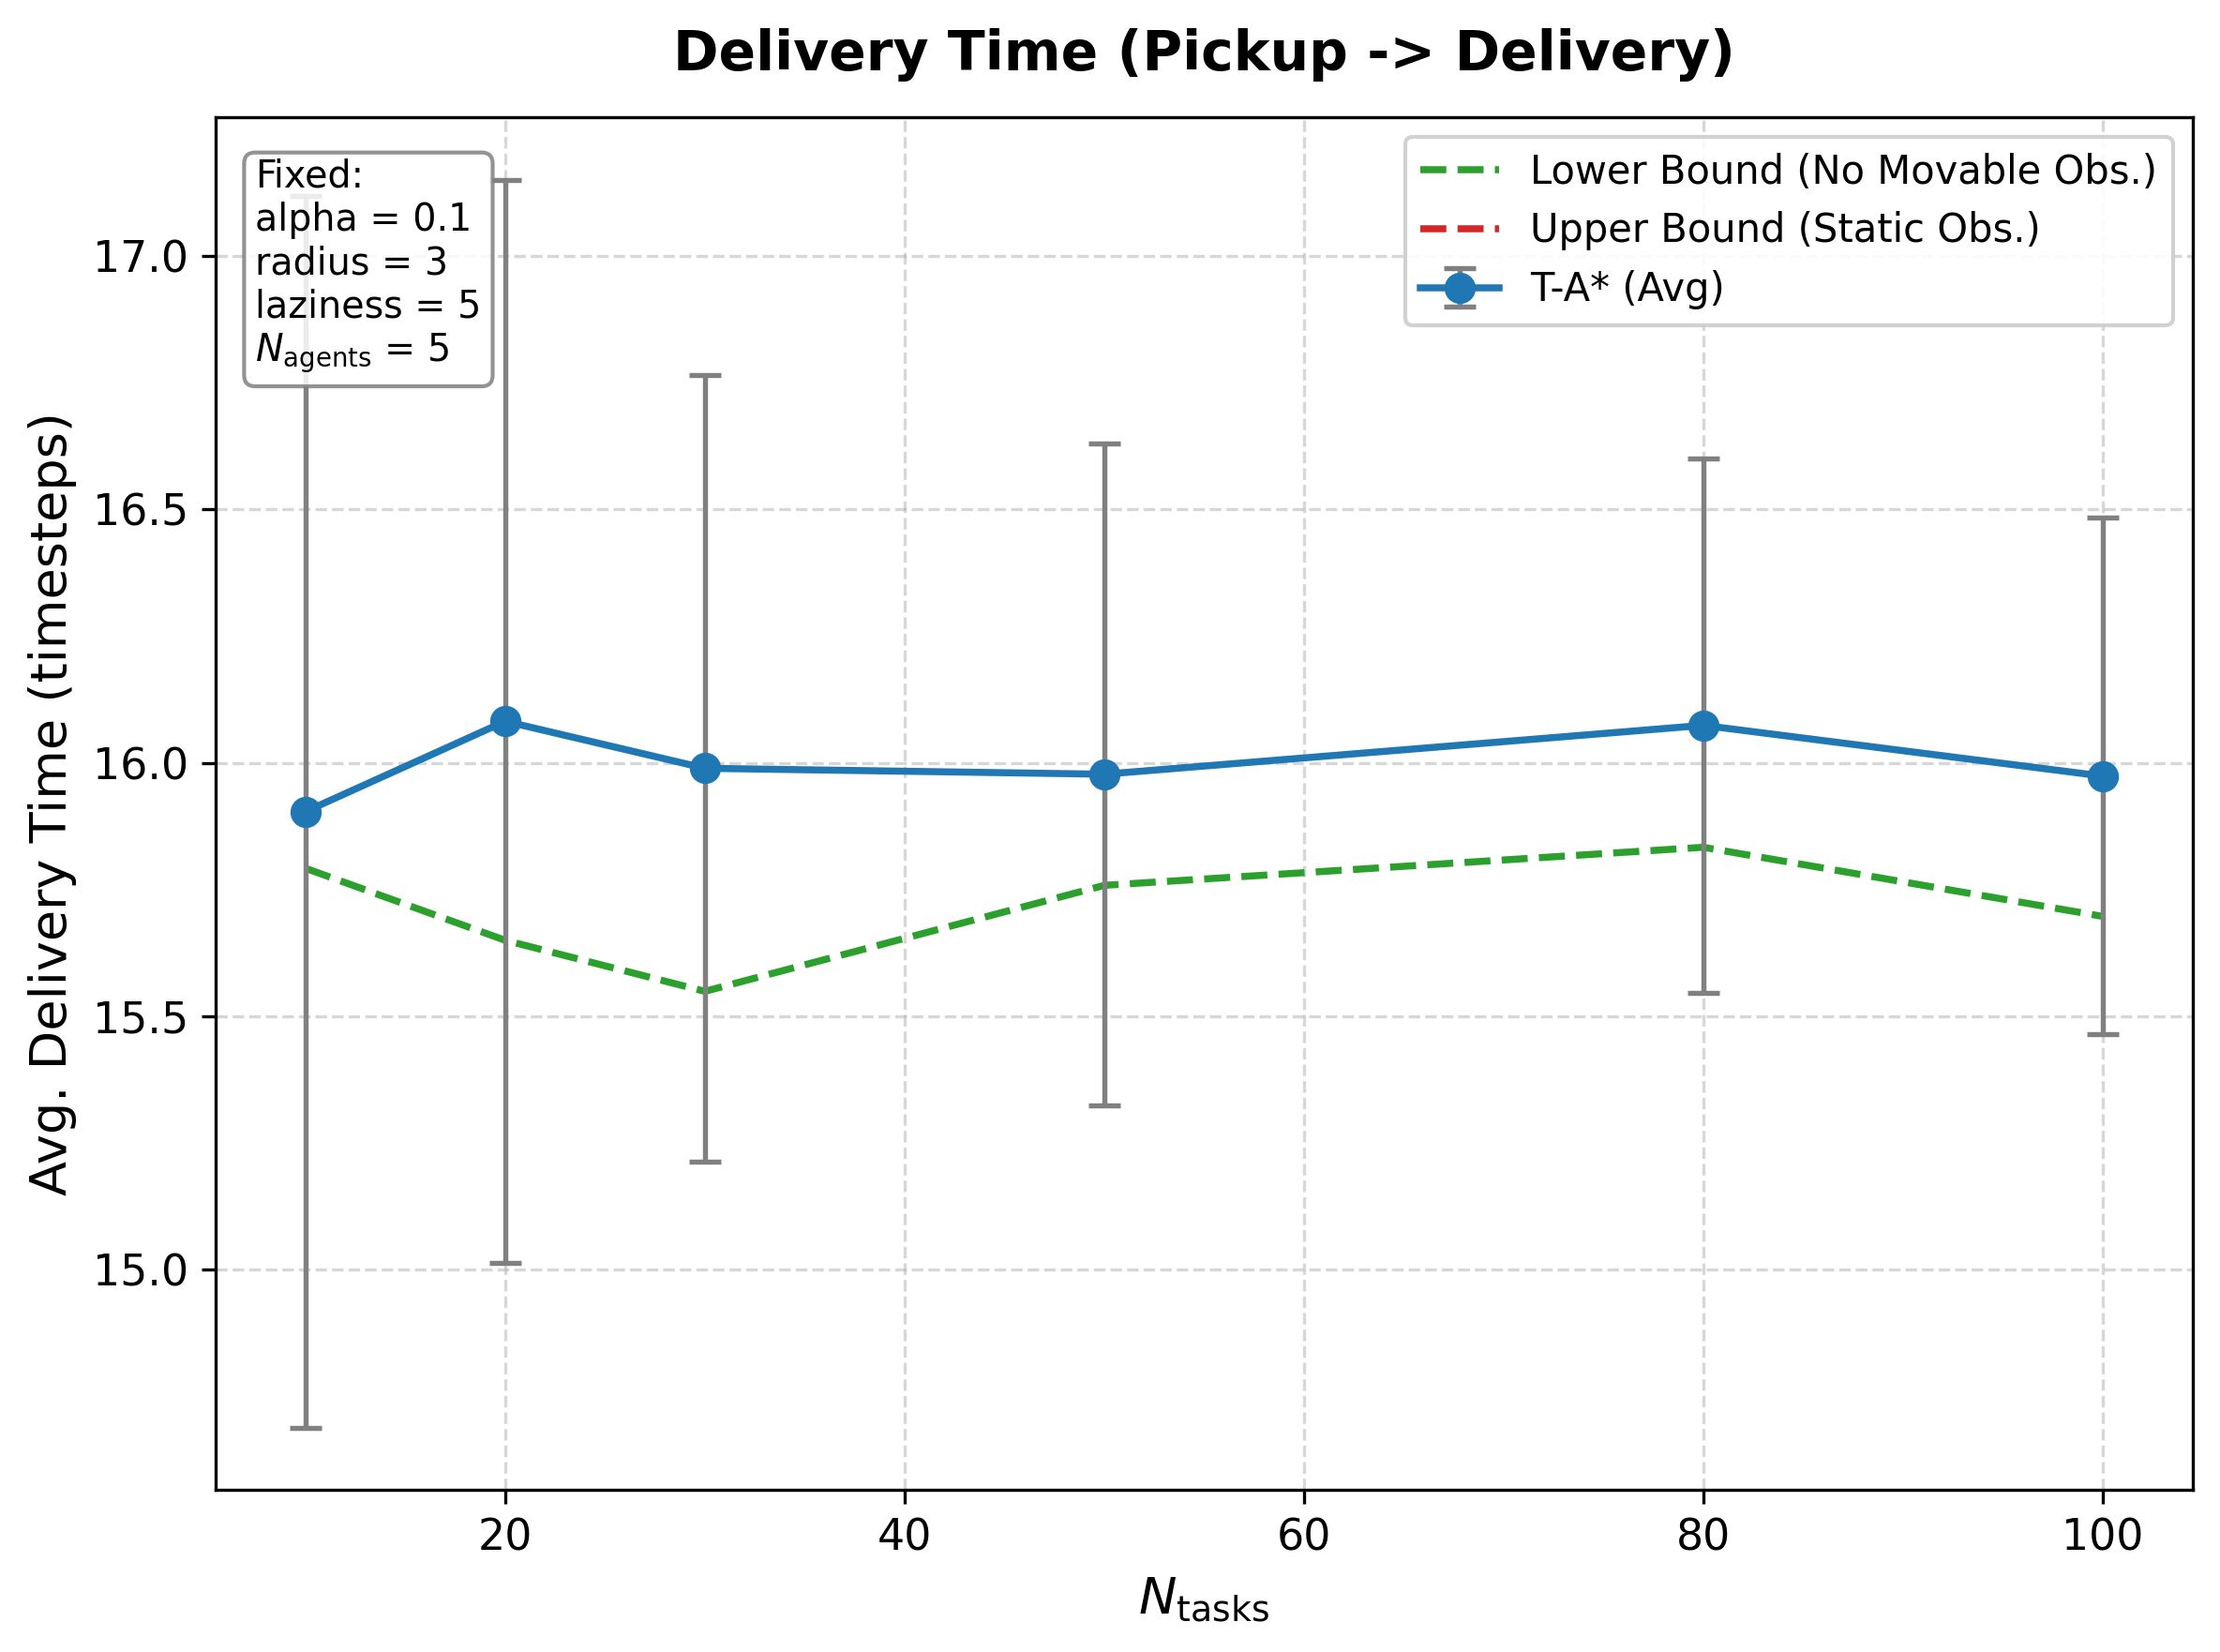 Delivery Time (Pickup -> Delivery)
Fixed:
alpha = 0.1
radius = 3
laziness = 5
N_agents = 5
Lower Bound (No Movable Obs.)
Upper Bound (Static Obs.)
T-A* (Avg)
Avg. Delivery Time (timesteps)
17.0
16.5
16.0
15.5
15.0
20 40 60 80 100
N_tasks